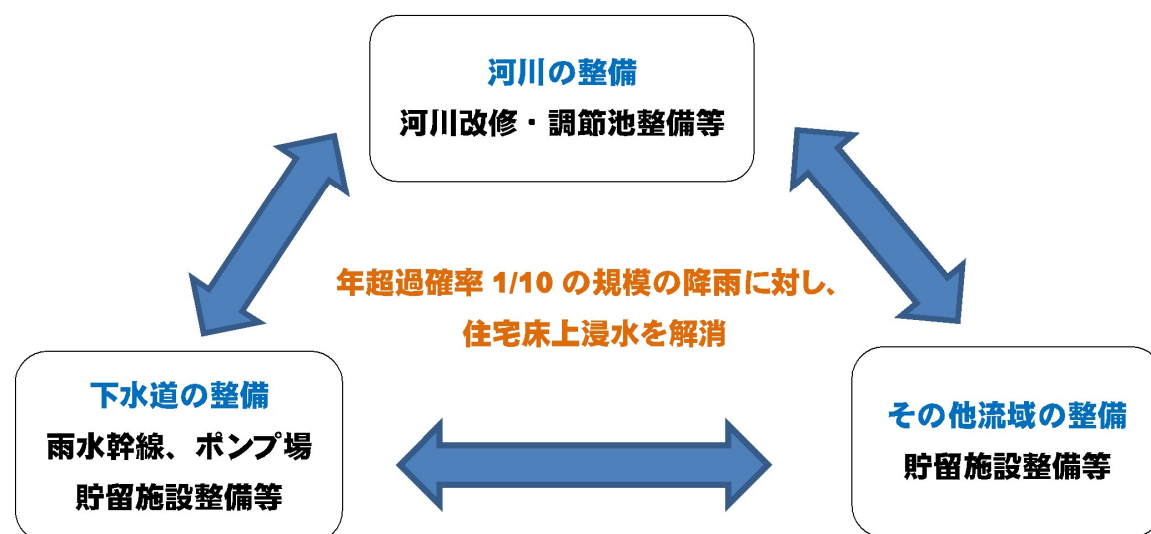 河川の整備
河川改修・調節池整備等
年超過確率 1/10 の規模の降雨に対し、
住宅床上浸水を解消
下水道の整備
雨水幹線、ポンプ場
貯留施設整備等
その他流域の整備
貯留施設整備等